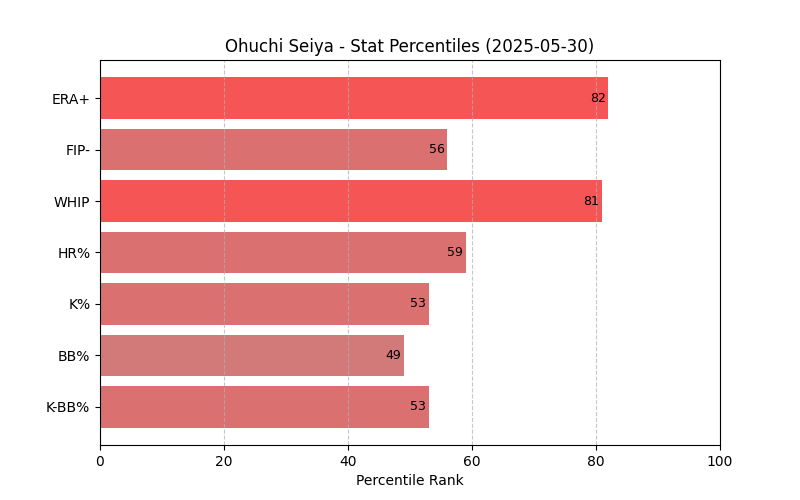 Ohuchi Seiya - Stat Percentiles (2025-05-30)
ERA+ 82
FIP- 56
WHIP 81
HR% 59
K% 53
BB% 49
K-BB% 53
0 20 40 60 80 100
Percentile Rank